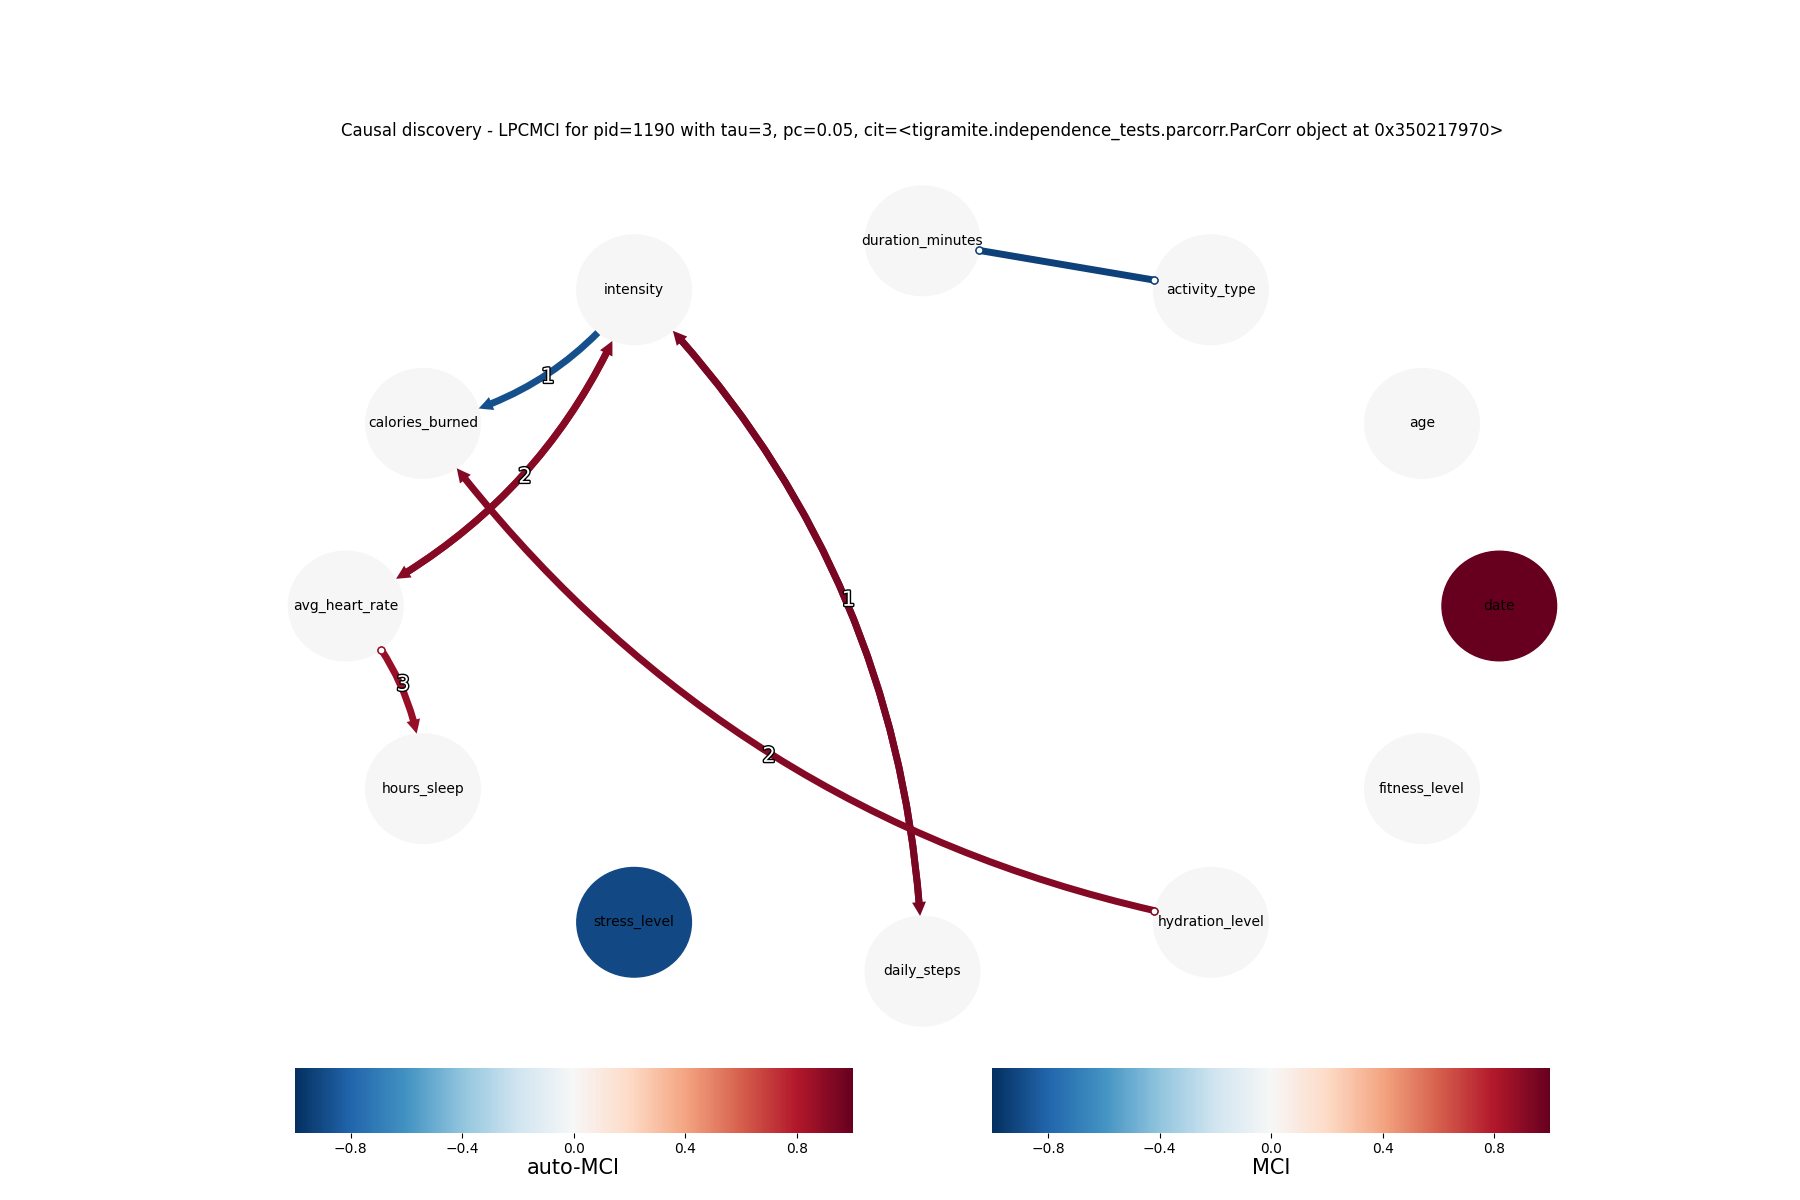 Causal discovery - LPCMCI for pid=1190 with tau=3, pc=0.05, cit=<tigramite.independence_tests.parcorr.ParCorr object at 0x350217970>
duration_minutes
intensity
activity_type
1
calories_burned
age
2
1
avg_heart_rate
date
3
2
hours_sleep
fitness_level
stress_level
hydration_level
daily_steps
−0.8 −0.4 0.0 0.4 0.8
auto-MCI
−0.8 −0.4 0.0 0.4 0.8
MCI